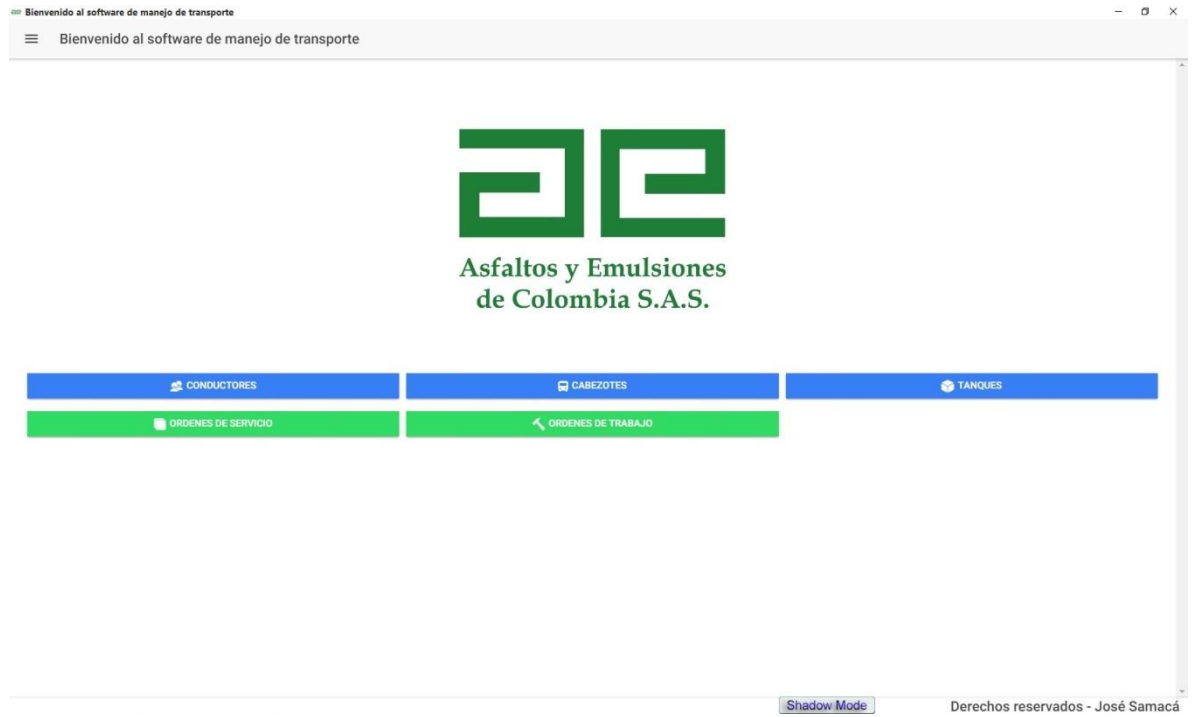 Bienvenido al software de manejo de transporte
Bienvenido al software de manejo de transporte
ae
Asfaltos y Emulsiones
de Colombia S.A.S.
CONDUCTORES
CABEZOTES
TANQUES
ORDENES DE SERVICIO
ORDENES DE TRABAJO
Shadow Mode
Derechos reservados - José Samacá